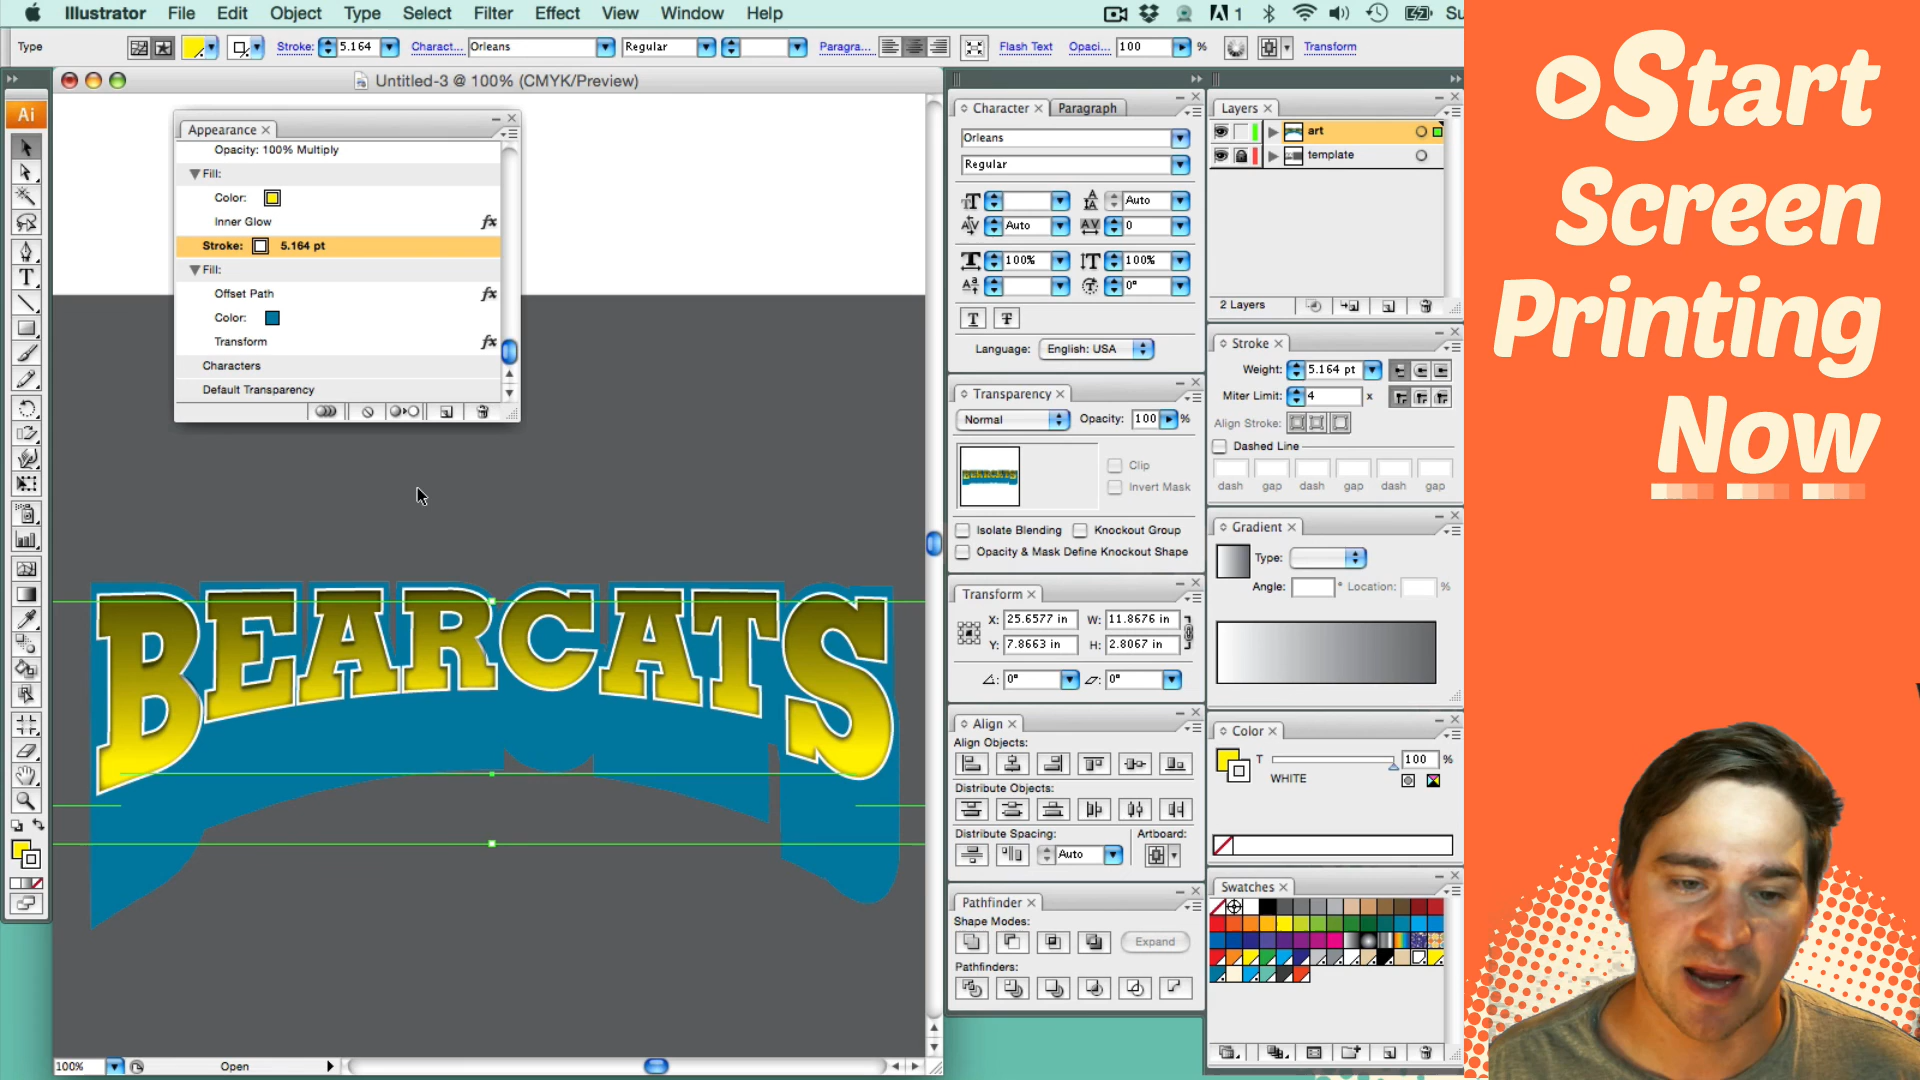 Illustrator File Edit Object Type Select Filter Effect View Window Help
1
Type Stroke: 5.164 Charact... Orleans Regular Paragra... Flash Text Opaci... 100 % Transform
Untitled-3 @ 100% (CMYK/Preview)
Ai
Appearance
Opacity: 100% Multiply
Fill:
Color:
Inner Glow fx
Stroke: 5.164 pt
Fill:
Offset Path fx
Color:
Transform fx
Characters
Default Transparency
BEARCATS
100% Open
Character Paragraph
Orleans
Regular
Auto
Auto 0
100% 100%
0°
Language: English: USA
Transparency
Normal Opacity: 100 %
BEARCATS
Clip
Invert Mask
Isolate Blending Knockout Group
Opacity & Mask Define Knockout Shape
Transform
X: 25.6577 in W: 11.8676 in
Y: 7.8663 in H: 2.8067 in
0° 0°
Align
Align Objects:
Distribute Objects:
Distribute Spacing: Artboard:
Auto
Pathfinder
Shape Modes:
Expand
Pathfinders:
Layers
art
template
2 Layers
Stroke
Weight: 5.164 pt
Miter Limit: 4 x
Align Stroke:
Dashed Line
dash gap dash gap dash gap
Gradient
Type:
Angle: ° Location: %
Color
T 100 %
WHITE
Swatches
Start
Screen
Printing
Now